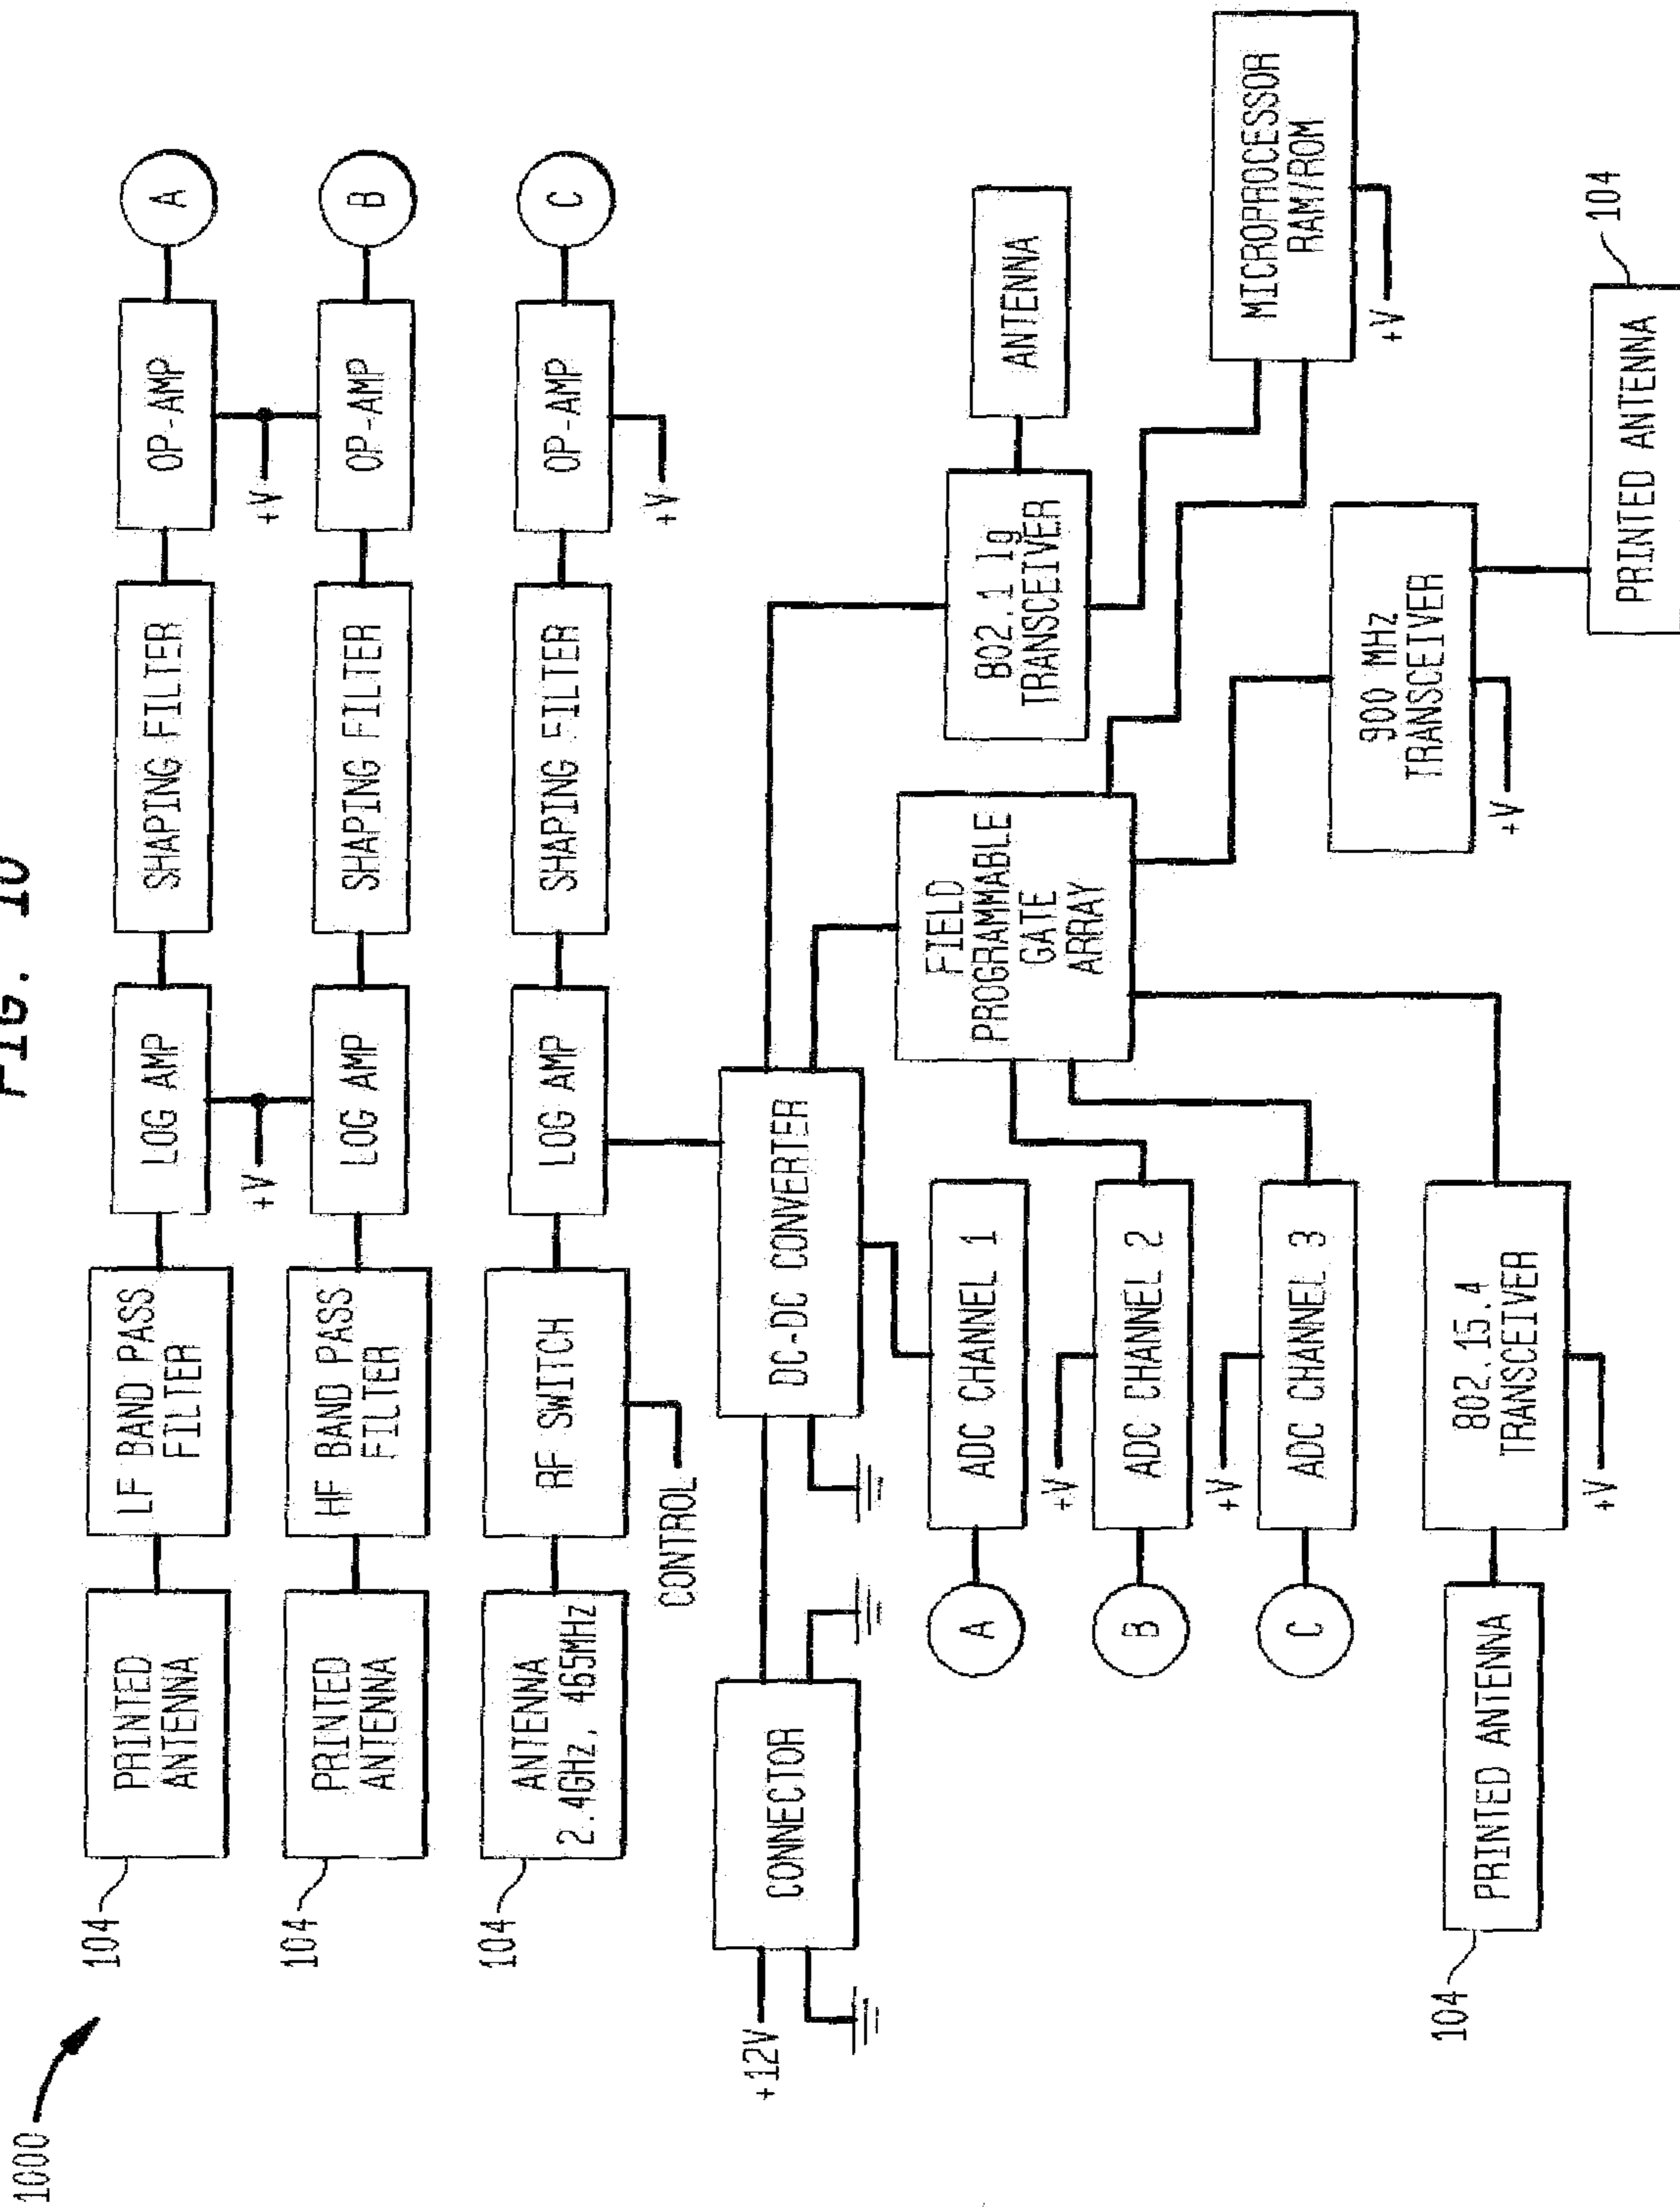 FIG. 10
1000
104
PRINTED
ANTENNA
LF BAND PASS
FILTER
LOG AMP
SHAPING FILTER
OP-AMP
A
+V
+V
104
PRINTED
ANTENNA
HF BAND PASS
FILTER
LOG AMP
SHAPING FILTER
OP-AMP
B
104
ANTENNA
2.4GHz, 465MHz
RF SWITCH
LOG AMP
SHAPING FILTER
OP-AMP
C
CONTROL
+V
+12V
CONNECTOR
DC-DC CONVERTER
802.11g
TRANSCEIVER
ANTENNA
A
ADC CHANNEL 1
FIELD
PROGRAMMABLE
GATE
ARRAY
+V
B
ADC CHANNEL 2
MICROPROCESSOR
RAM/ROM
+V
+V
C
ADC CHANNEL 3
900 MHz
TRANSCEIVER
+V
104
PRINTED ANTENNA
802.15.4
TRANSCEIVER
+V
PRINTED ANTENNA
104